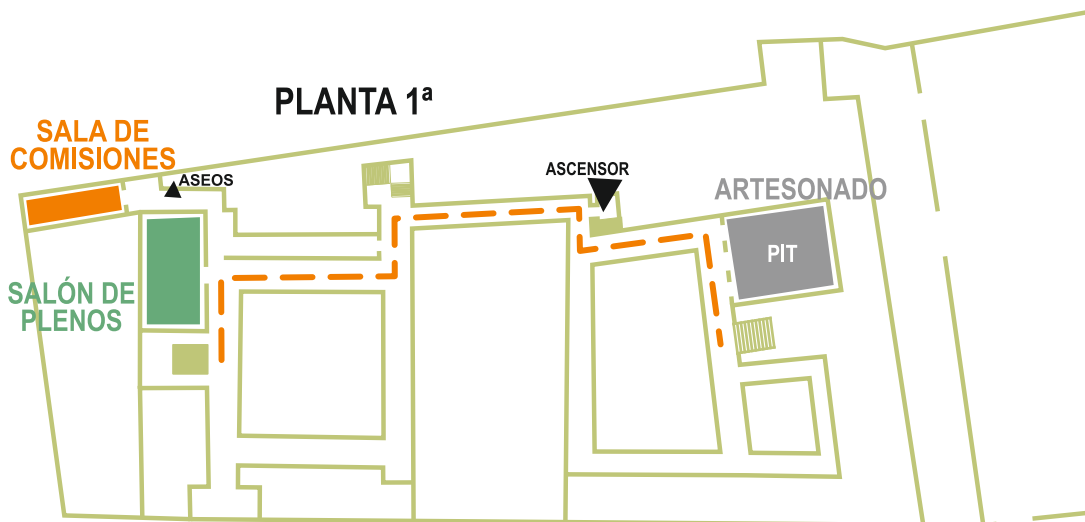 PLANTA 1ª
SALA DE
COMISIONES
ASEOS
ASCENSOR
ARTESONADO
PIT
SALÓN DE
PLENOS